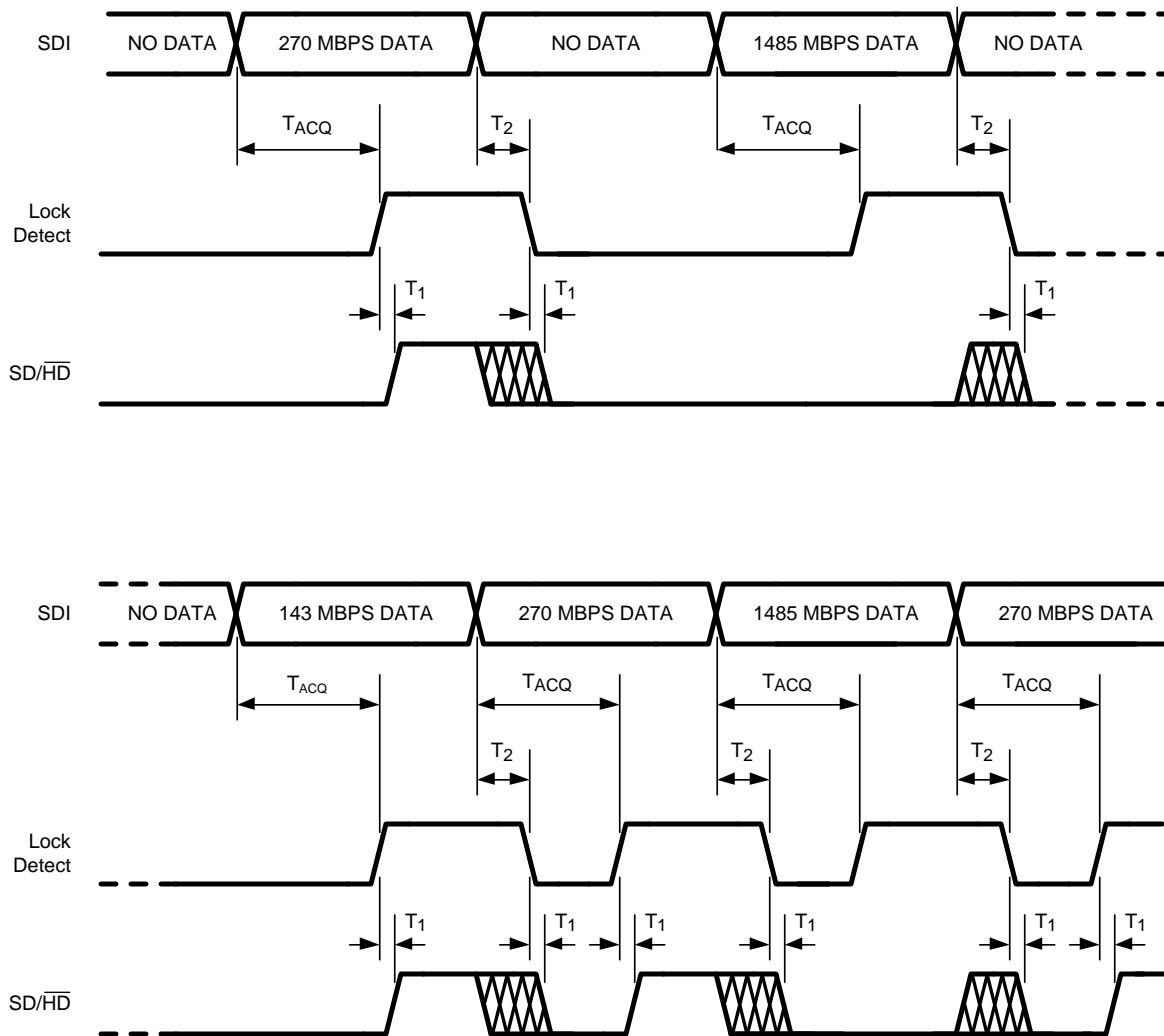 SDI NO DATA 270 MBPS DATA NO DATA 1485 MBPS DATA NO DATA
TACQ T2 TACQ T2
Lock
Detect
T1 T1 T1
SD/HD
SDI NO DATA 143 MBPS DATA 270 MBPS DATA 1485 MBPS DATA 270 MBPS DATA
TACQ TACQ TACQ TACQ
T2 T2 T2
Lock
Detect
T1 T1 T1 T1 T1 T1
SD/HD